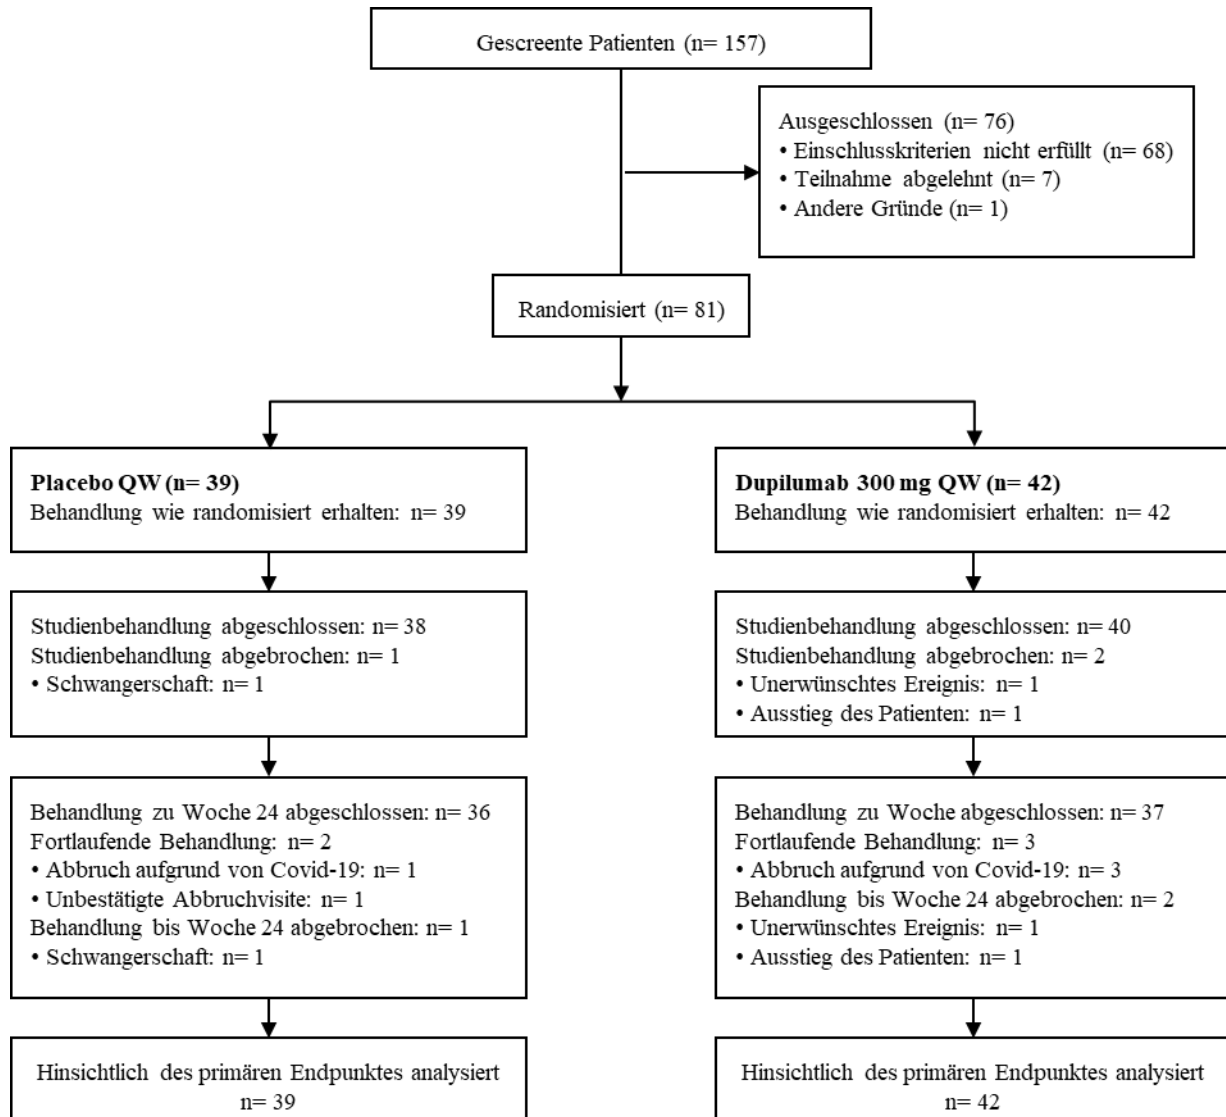 Gescreente Patienten (n= 157)
Ausgeschlossen (n= 76)
• Einschlusskriterien nicht erfüllt (n= 68)
• Teilnahme abgelehnt (n= 7)
• Andere Gründe (n= 1)
Randomisiert (n= 81)
Placebo QW (n= 39)
Behandlung wie randomisiert erhalten: n= 39
Dupilumab 300 mg QW (n= 42)
Behandlung wie randomisiert erhalten: n= 42
Studienbehandlung abgeschlossen: n= 38
Studienbehandlung abgebrochen: n= 1
• Schwangerschaft: n= 1
Studienbehandlung abgeschlossen: n= 40
Studienbehandlung abgebrochen: n= 2
• Unerwünschtes Ereignis: n= 1
• Ausstieg des Patienten: n= 1
Behandlung zu Woche 24 abgeschlossen: n= 36
Fortlaufende Behandlung: n= 2
• Abbruch aufgrund von Covid-19: n= 1
• Unbestätigte Abbruchvisite: n= 1
Behandlung bis Woche 24 abgebrochen: n= 1
• Schwangerschaft: n= 1
Behandlung zu Woche abgeschlossen: n= 37
Fortlaufende Behandlung: n= 3
• Abbruch aufgrund von Covid-19: n= 3
Behandlung bis Woche 24 abgebrochen: n= 2
• Unerwünschtes Ereignis: n= 1
• Ausstieg des Patienten: n= 1
Hinsichtlich des primären Endpunktes analysiert
n= 39
Hinsichtlich des primären Endpunktes analysiert
n= 42